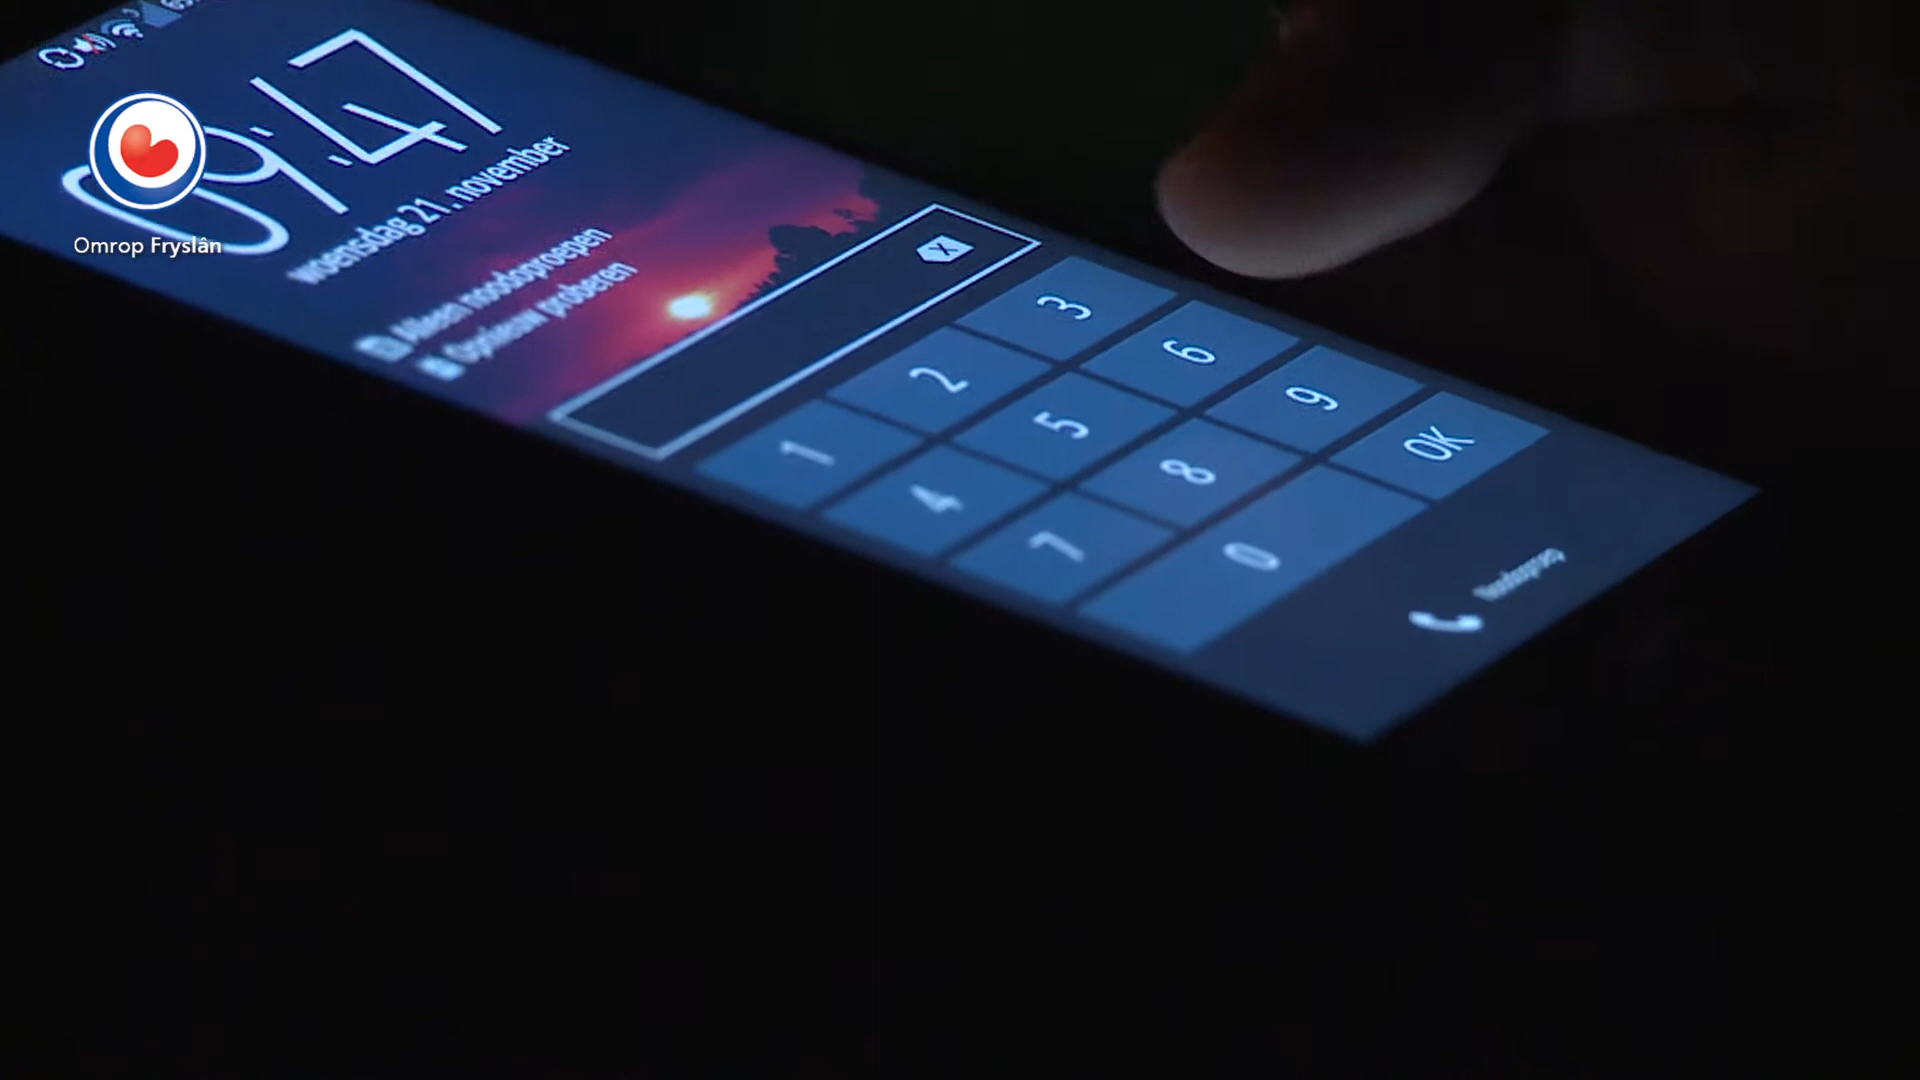 Omrop Fryslân
09:47
woensdag 21. november
Alleen noodoproepen
Opnieuw proberen
1 2 3
4 5 6
7 8 9
0 OK
Noodoproep